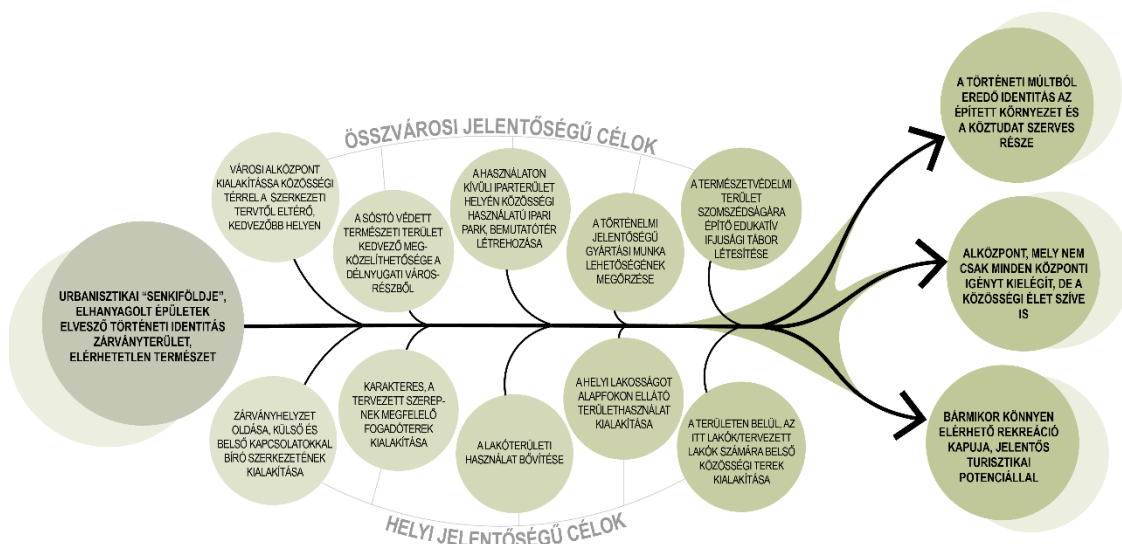 URBANISZTIKAI "SENKIFÖLDJE",
ELHANYAGOLT ÉPÜLETEK
ELVESZŐ TÖRTÉNETI IDENTITÁS
ZÁRVÁNYTERÜLET,
ELÉRHETETLEN TERMÉSZET
ÖSSZVÁROSI JELENTŐSÉGŰ CÉLOK
VÁROSI ALKÖZPONT
KIALAKÍTÁSSA KÖZÖSSÉGI
TÉRREL A SZERKEZETI
TERVTŐL ELTÉRŐ,
KEDVEZŐBB HELYEN
A SÓSTÓ VÉDETT
TERMÉSZETI TERÜLET
KEDVEZŐ MEG-
KÖZELÍTHETŐSÉGE A
DÉLNYUGATI VÁROS-
RÉSZBŐL
A HASZNÁLATON
KÍVÜLI IPARTERÜLET
HELYÉN KÖZÖSSÉGI
HASZNÁLATÚ IPARI
PARK, BEMUTATÓTÉR
LÉTREHOZÁSA
A TÖRTÉNELMI
JELENTŐSÉGŰ
GYÁRTÁSI MUNKA
LEHETŐSÉGÉNEK
MEGŐRZÉSE
A TERMÉSZETVÉDELMI
TERÜLET
SZOMSZÉDSÁGÁRA
ÉPÍTŐ EDUKATÍV
IFJUSÁGI TÁBOR
LÉTESÍTÉSE
ZÁRVÁNYHELYZET
OLDÁSA, KÜLSŐ ÉS
BELSŐ KAPCSOLATOKKAL
BÍRÓ SZERKEZETÉNEK
KIALAKÍTÁSA
KARAKTERES, A
TERVEZETT SZEREP-
NEK MEGFELELŐ
FOGADÓTEREK
KIALAKÍTÁSA
A LAKÓTERÜLETI
HASZNÁLAT BŐVÍTÉSE
A HELYI LAKOSSÁGOT
ALAPFOKON ELLÁTÓ
TERÜLETHASZNÁLAT
KIALAKÍTÁSA
A TERÜLETEN BELÜL, AZ
ITT LAKÓK/TERVEZETT
LAKÓK SZÁMÁRA BELSŐ
KÖZÖSSÉGI TEREK
KIALAKÍTÁSA
HELYI JELENTŐSÉGŰ CÉLOK
A TÖRTÉNETI MÚLTBÓL
EREDŐ IDENTITÁS AZ
ÉPÍTETT KÖRNYEZET ÉS
A KÖZTUDAT SZERVES
RÉSZE
ALKÖZPONT, MELY NEM
CSAK MINDEN KÖZPONTI
IGÉNYT KIELÉGÍT, DE A
KÖZÖSSÉGI ÉLET SZÍVE
IS
BÁRMIKOR KÖNNYEN
ELÉRHETŐ REKREÁCIÓ
KAPUJA, JELENTŐS
TURISZTIKAI
POTENCIÁLLAL